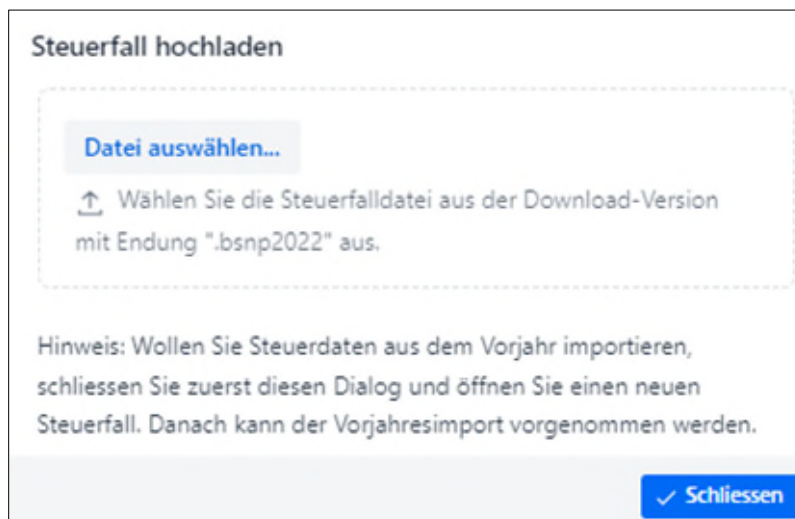 Steuerfall hochladen
Datei auswählen...
Wählen Sie die Steuerfalldatei aus der Download-Version
mit Endung ".bsnp2022" aus.
Hinweis: Wollen Sie Steuerdaten aus dem Vorjahr importieren,
schliessen Sie zuerst diesen Dialog und öffnen Sie einen neuen
Steuerfall. Danach kann der Vorjahresimport vorgenommen werden.
Schliessen